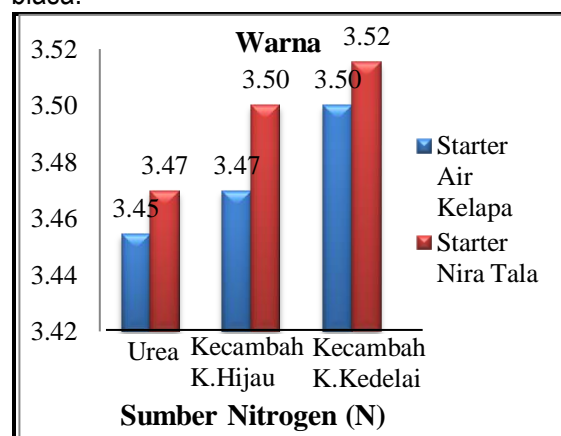 biasa.
Warna
3.52
3.50
3.48
3.46
3.44
3.42
3.45
3.47
3.47
3.50
3.50
3.52
Urea
Kecambah
K.Hijau
Kecambah
K.Kedelai
Sumber Nitrogen (N)
Starter
Air
Kelapa
Starter
Nira Tala